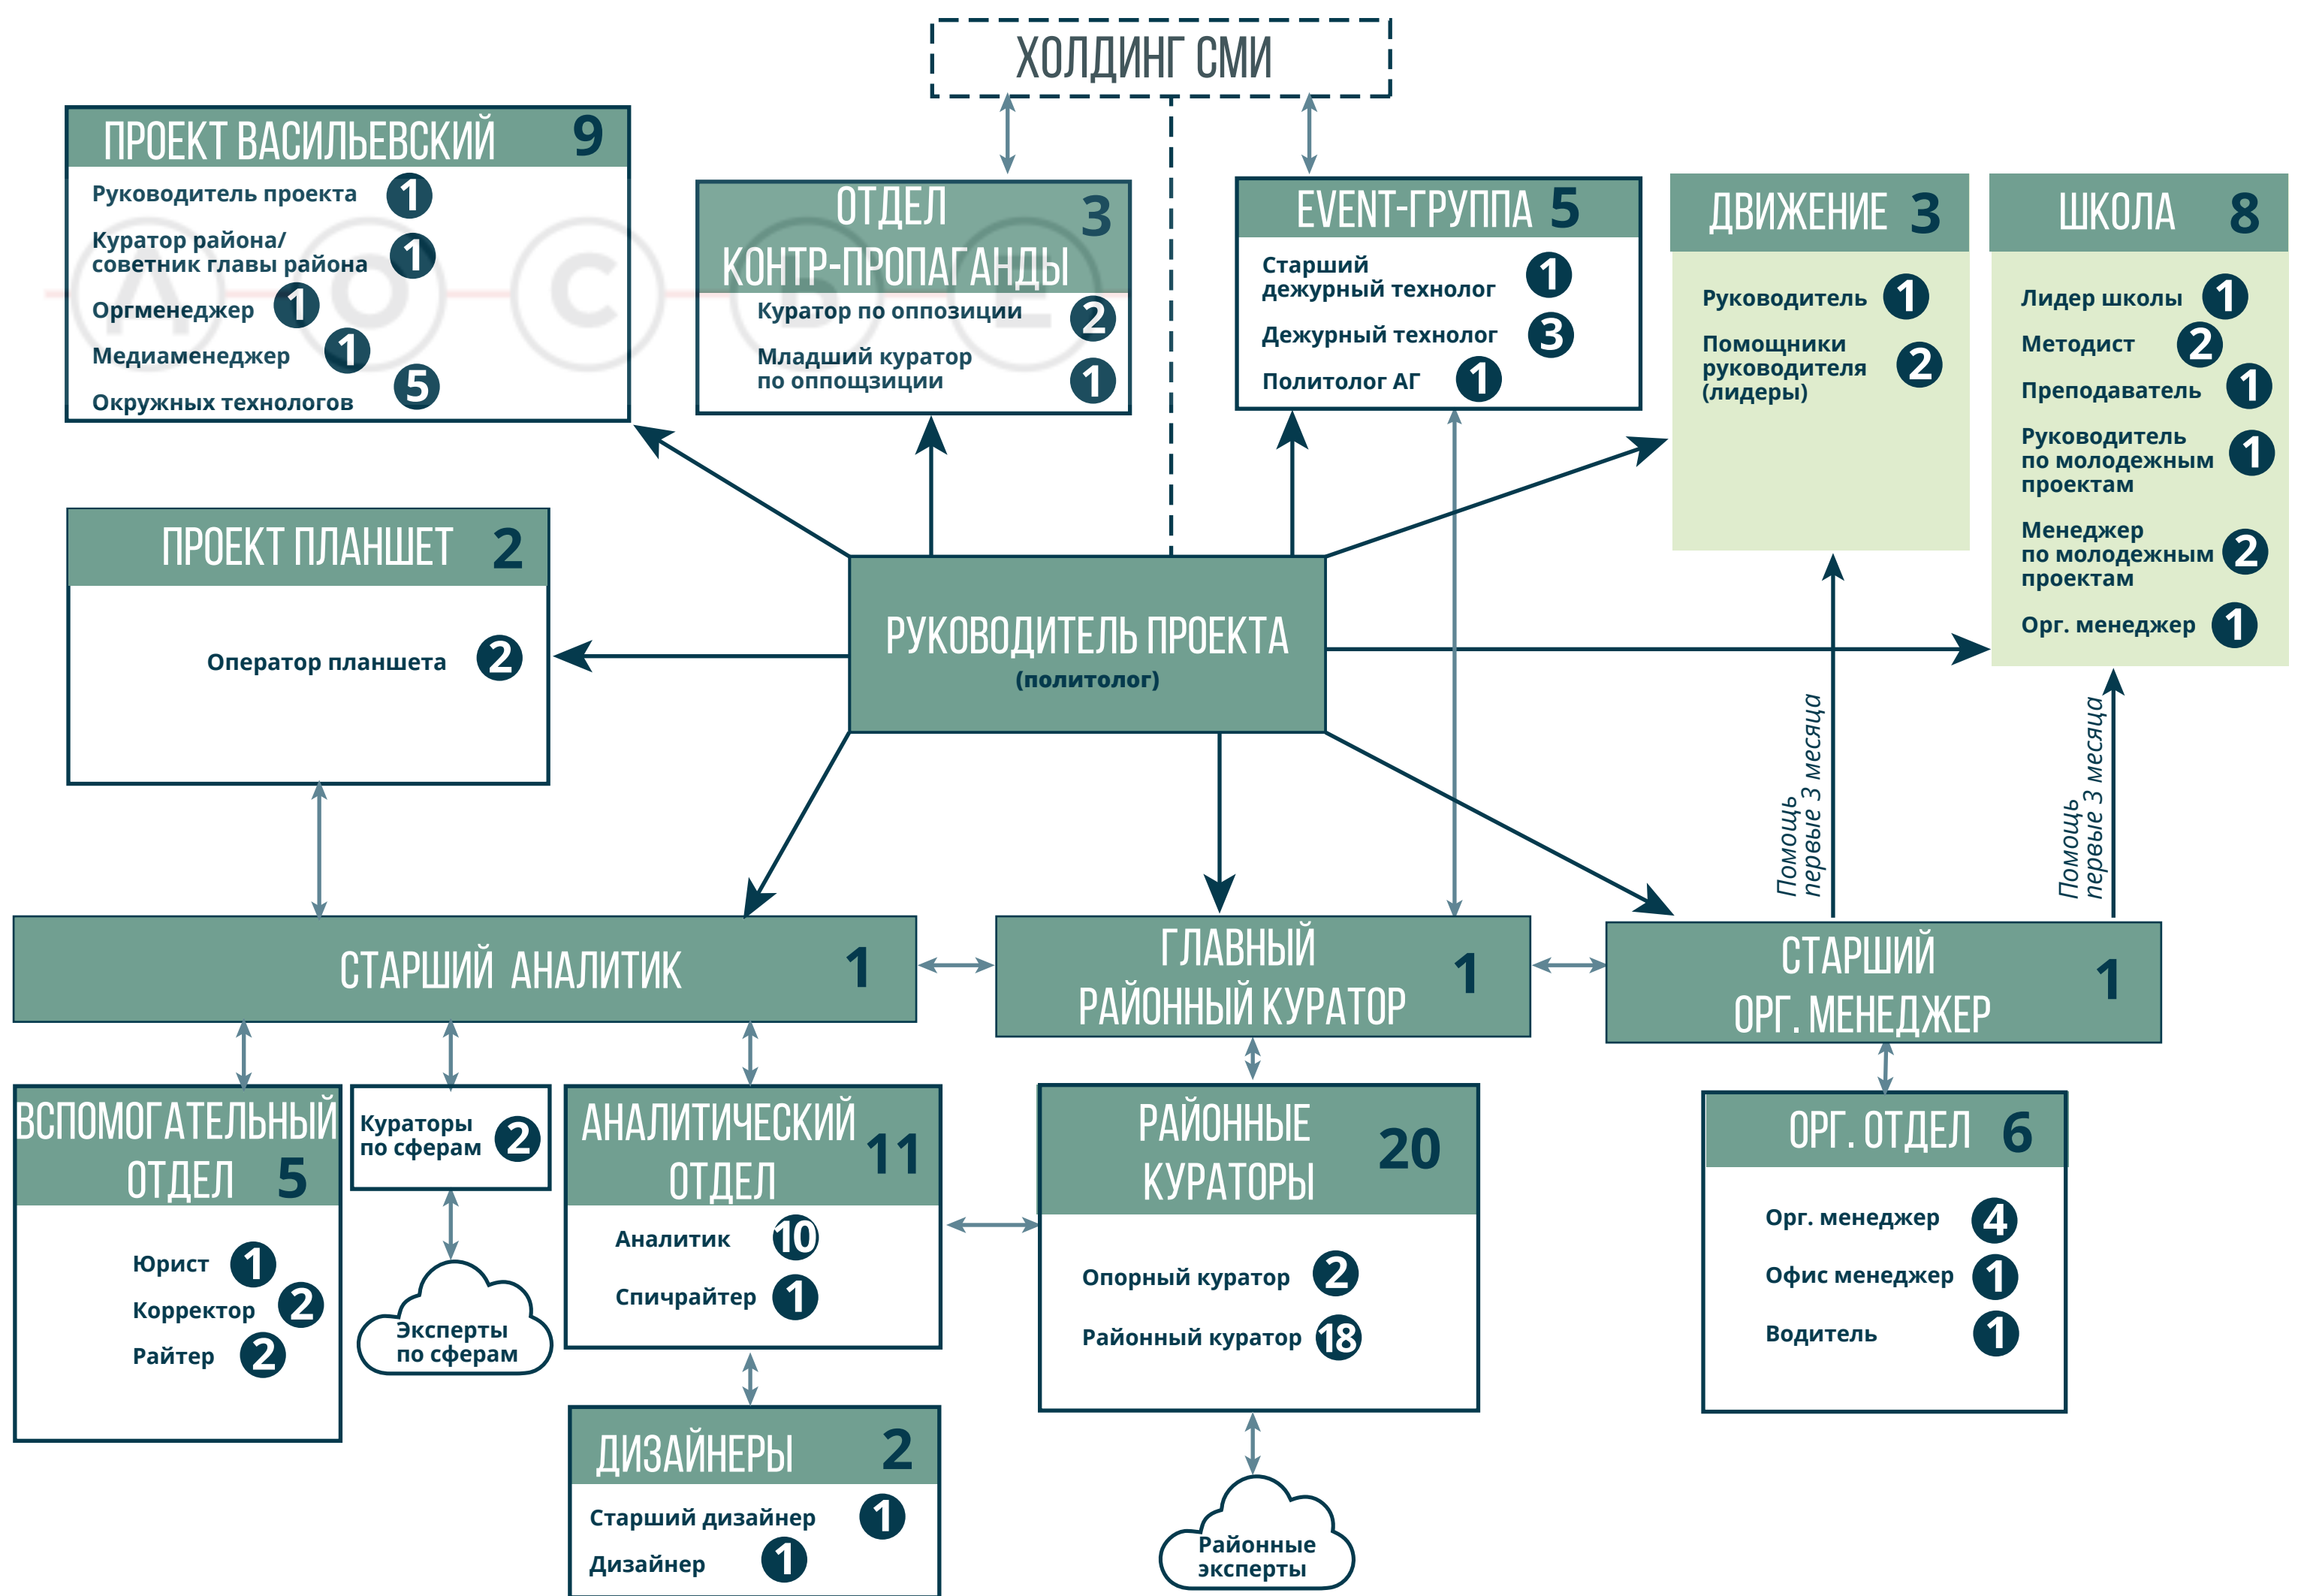 ХОЛДИНГ СМИ
ПРОЕКТ ВАСИЛЬЕВСКИЙ 9
Руководитель проекта 1
Куратор района/
советник главы района 1
Оргменеджер 1
Медиаменеджер 1
Окружных технологов 5
ОТДЕЛ
КОНТР-ПРОПАГАНДЫ 3
Куратор по оппозиции 2
Младший куратор
по оппощзиции 1
EVENT-ГРУППА 5
Старший
дежурный технолог 1
Дежурный технолог 3
Политолог АГ 1
ДВИЖЕНИЕ 3
Руководитель 1
Помощники
руководителя
(лидеры) 2
ШКОЛА 8
Лидер школы 1
Методист 2
Преподаватель 1
Руководитель
по молодежным
проектам 1
Менеджер
по молодежным
проектам 2
Орг. менеджер 1
ЛОСЬЕ
ПРОЕКТ ПЛАНШЕТ 2
Оператор планшета 2
РУКОВОДИТЕЛЬ ПРОЕКТА
(политолог)
Помощь
первые 3 месяца
Помощь
первые 3 месяца
СТАРШИЙ АНАЛИТИК 1
ГЛАВНЫЙ
РАЙОННЫЙ КУРАТОР 1
СТАРШИЙ
ОРГ. МЕНЕДЖЕР 1
ВСПОМОГАТЕЛЬНЫЙ
ОТДЕЛ 5
Юрист 1
Корректор 2
Райтер 2
Кураторы
по сферам 2
Эксперты
по сферам
АНАЛИТИЧЕСКИЙ
ОТДЕЛ 11
Аналитик 10
Спичрайтер 1
ДИЗАЙНЕРЫ 2
Старший дизайнер 1
Дизайнер 1
РАЙОННЫЕ
КУРАТОРЫ 20
Опорный куратор 2
Районный куратор 18
Районные
эксперты
ОРГ. ОТДЕЛ 6
Орг. менеджер 4
Офис менеджер 1
Водитель 1